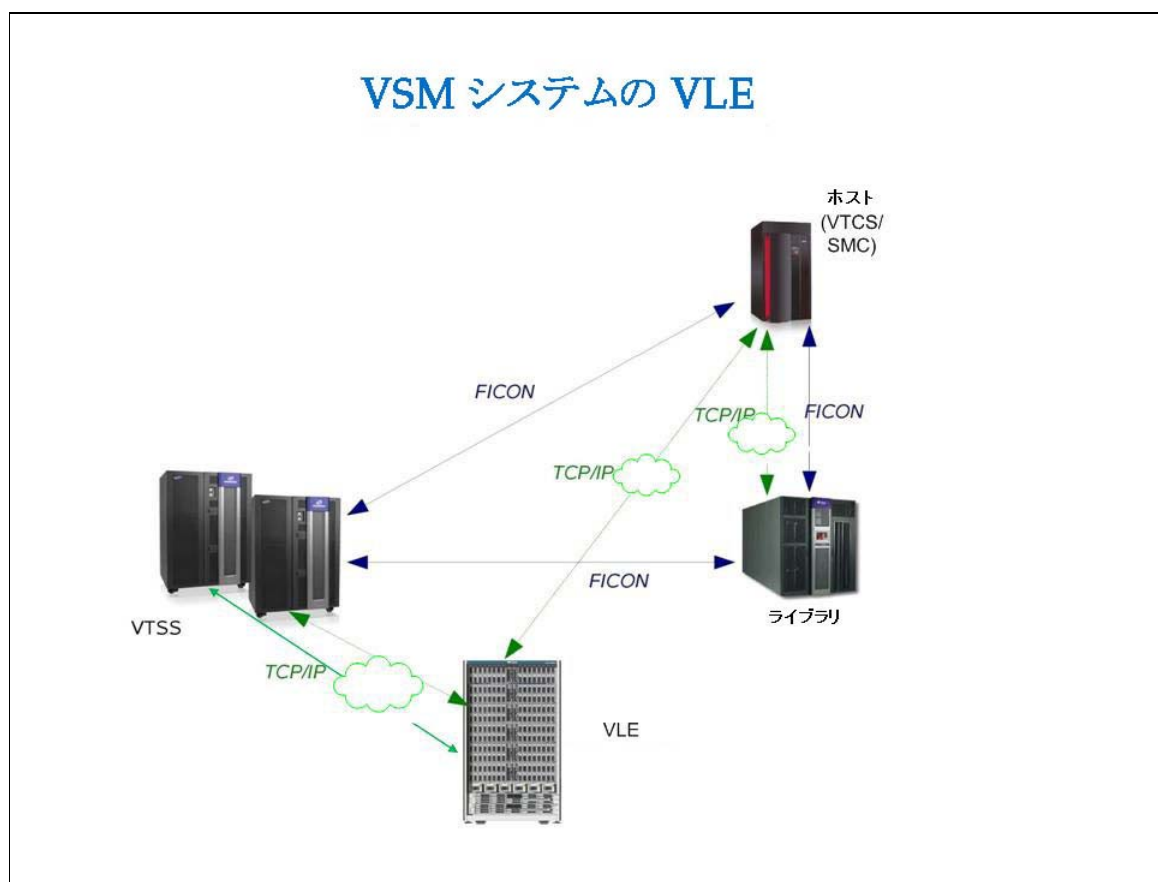 VSM システムの VLE
ホスト
(VTCS/
SMC)
FICON
TCP/IP
FICON
TCP/IP
FICON
ライブラリ
VTSS
TCP/IP
VLE